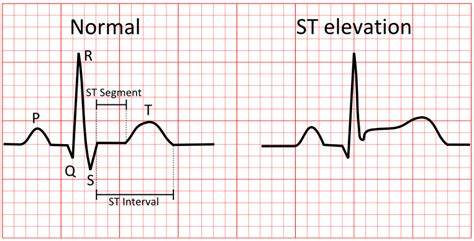 Normal
ST elevation
R
ST Segment
P
T
Q
S
ST Interval